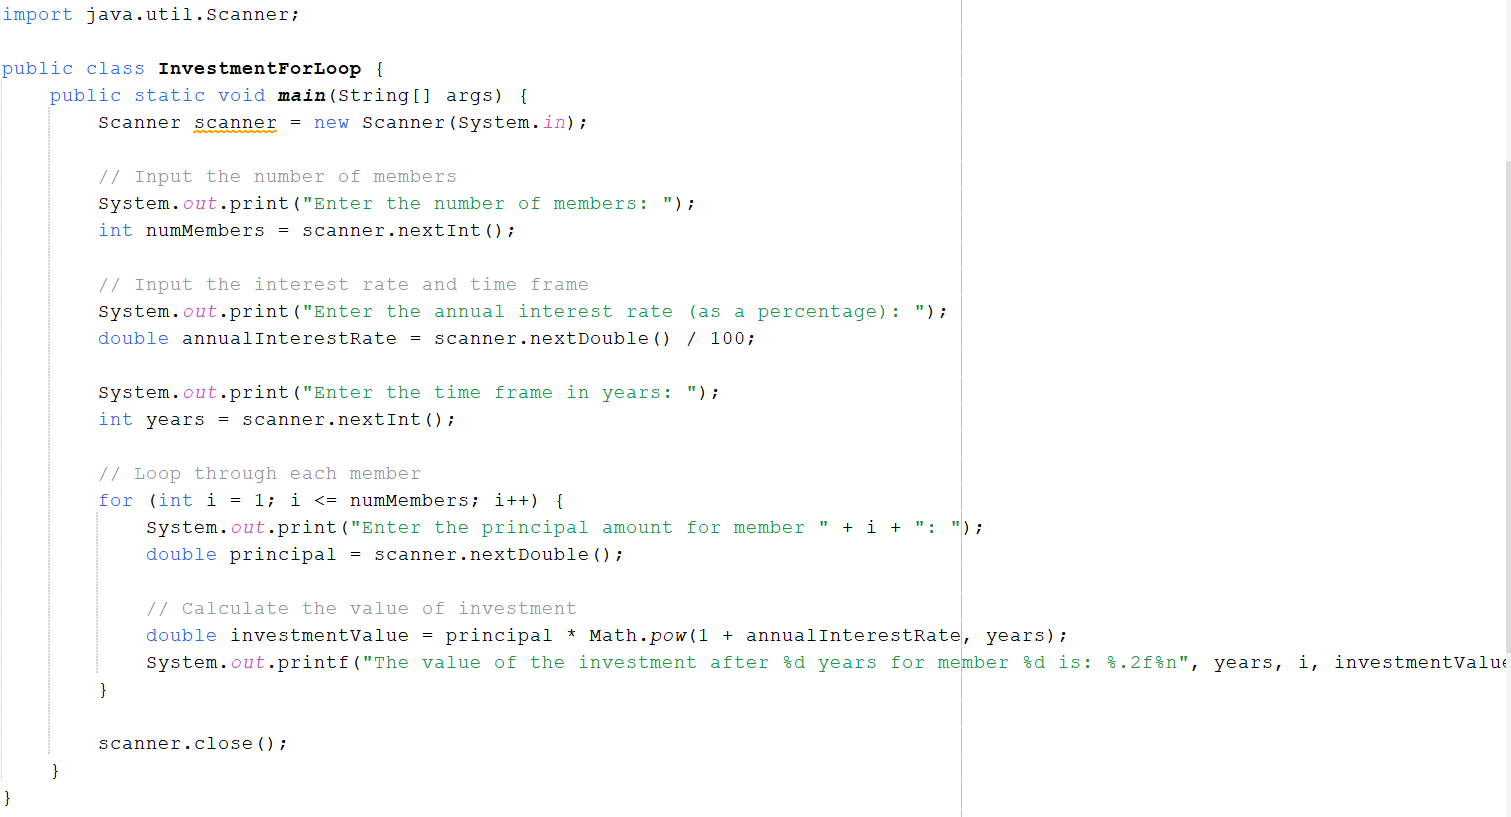 import java.util.Scanner;
public class InvestmentForLoop {
public static void main(String[] args) {
Scanner scanner = new Scanner(System.in);
// Input the number of members
System.out.print("Enter the number of members: ");
int numMembers = scanner.nextInt();
// Input the interest rate and time frame
System.out.print("Enter the annual interest rate (as a percentage): ");
double annualInterestRate = scanner.nextDouble() / 100;
System.out.print("Enter the time frame in years: ");
int years = scanner.nextInt();
// Loop through each member
for (int i = 1; i <= numMembers; i++) {
System.out.print("Enter the principal amount for member " + i + ": ");
double principal = scanner.nextDouble();
// Calculate the value of investment
double investmentValue = principal * Math.pow(1 + annualInterestRate, years);
System.out.printf("The value of the investment after %d years for member %d is: %.2f%n", years, i, investmentValue
}
scanner.close();
}
}